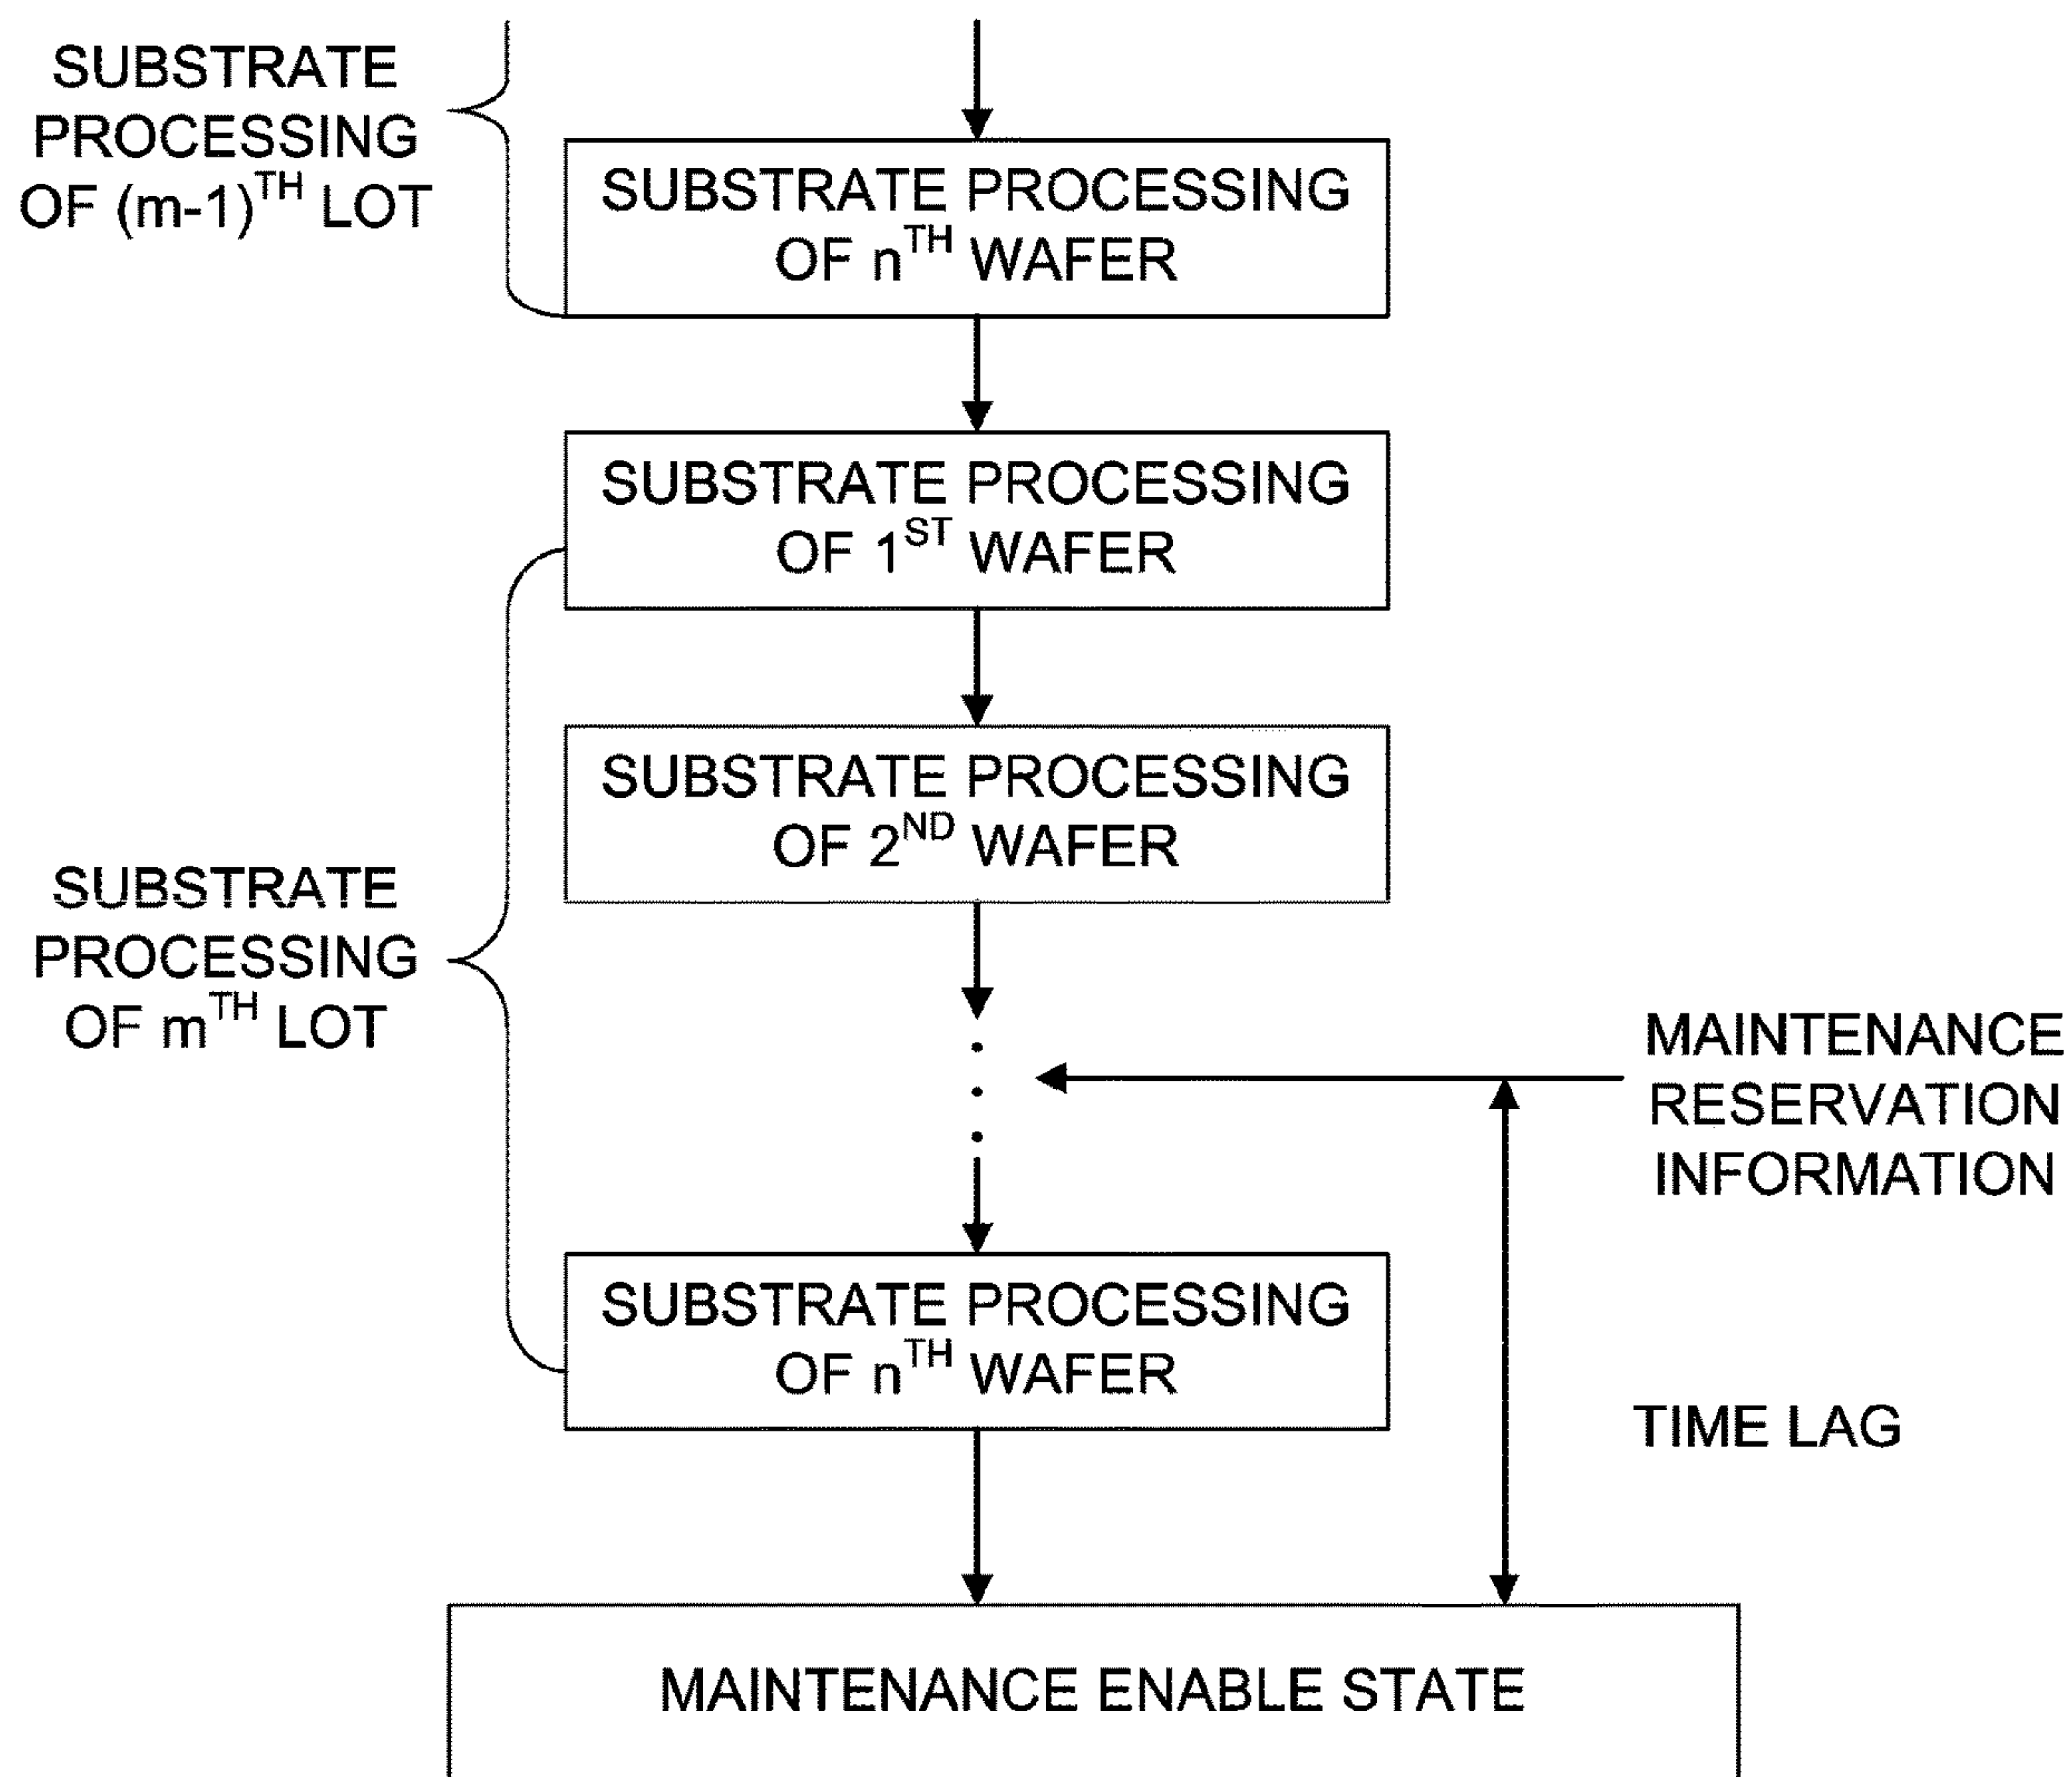 SUBSTRATE
PROCESSING
OF (m-1)TH LOT
SUBSTRATE PROCESSING
OF nTH WAFER
SUBSTRATE PROCESSING
OF 1ST WAFER
SUBSTRATE PROCESSING
OF 2ND WAFER
SUBSTRATE
PROCESSING
OF mTH LOT
MAINTENANCE
RESERVATION
INFORMATION
SUBSTRATE PROCESSING
OF nTH WAFER
TIME LAG
MAINTENANCE ENABLE STATE